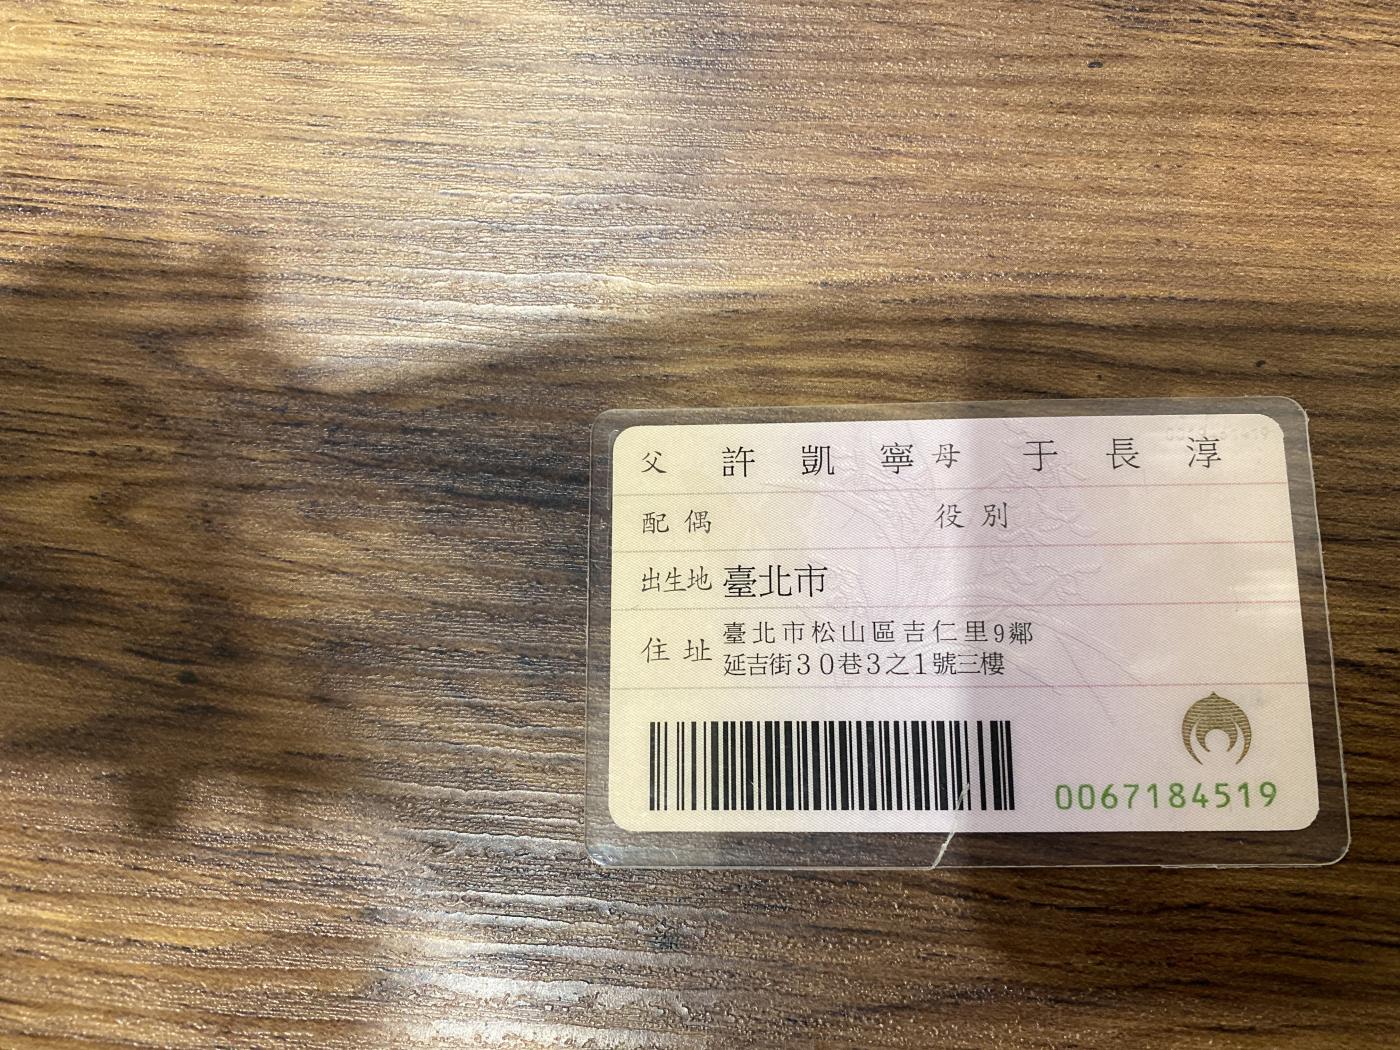 父 許凱寧 母 于長淳
配偶 役別
出生地 臺北市
住址 臺北市松山區吉仁里9鄰
延吉街30巷3之1號三樓
0067184519